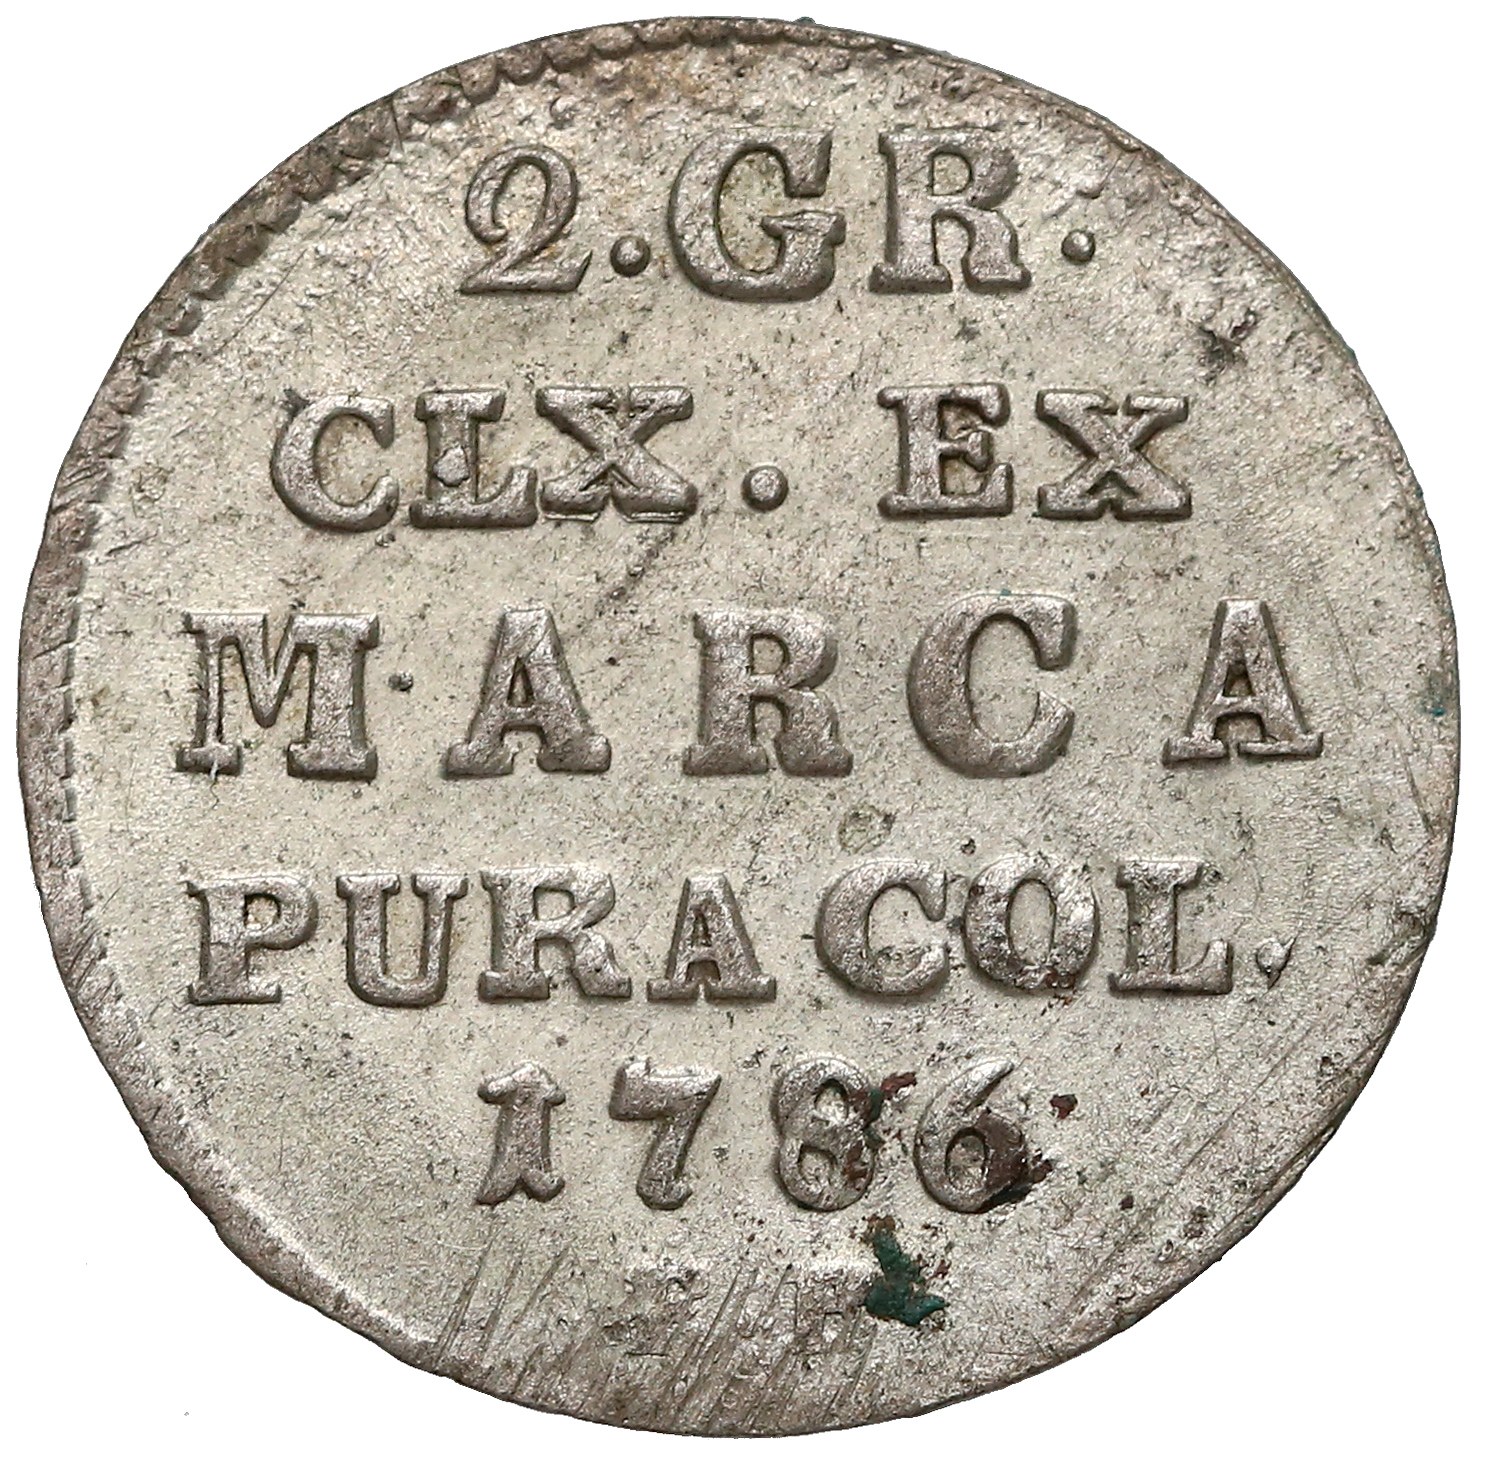 2.GR.
CLX. EX
MARCA
PURA COL.
1786